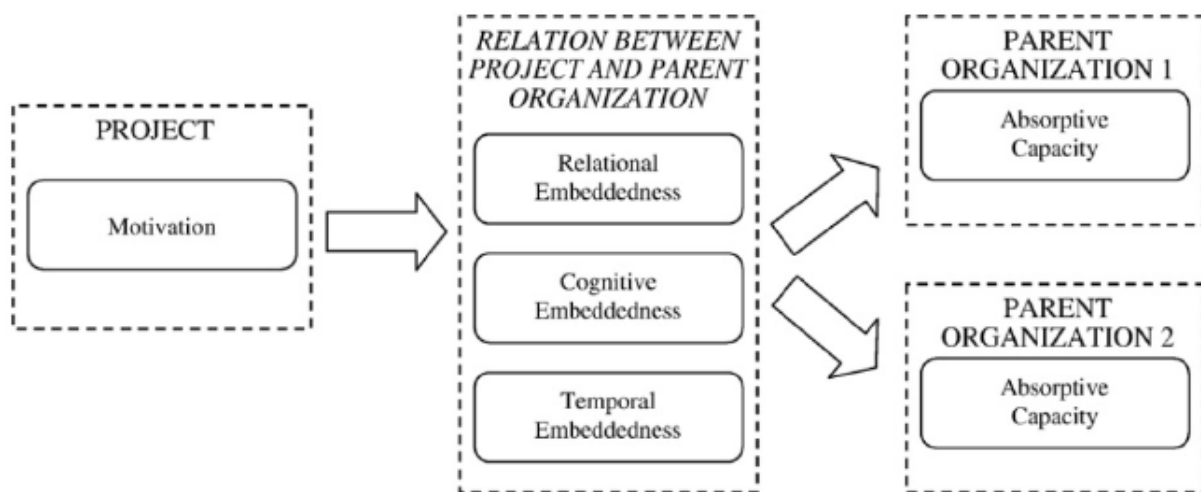 PROJECT
Motivation
RELATION BETWEEN
PROJECT AND PARENT
ORGANIZATION
Relational
Embeddedness
Cognitive
Embeddedness
Temporal
Embeddedness
PARENT
ORGANIZATION 1
Absorptive
Capacity
PARENT
ORGANIZATION 2
Absorptive
Capacity